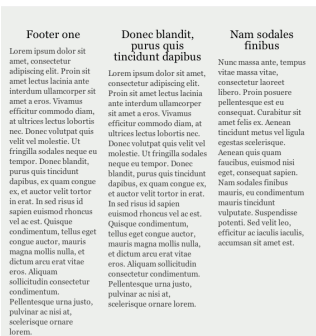 Footer one
Lorem ipsum dolor sit
amet, consectetur
adipiscing elit. Proin sit
amet lectus lacinia ante
interdum ullamcorper sit
amet a eros. Vivamus
efficitur commodo diam,
at ultrices lectus lobortis
nec. Donec volutpat quis
velit vel molestie. Ut
fringilla sodales neque eu
tempor. Donec blandit,
purus quis tincidunt
dapibus, ex quam congue
ex, et auctor velit tortor
in erat. In sed risus id
sapien euismod rhoncus
vel ac est. Quisque
condimentum, tellus eget
congue auctor, mauris
magna mollis nulla, et
dictum arcu erat vitae
eros. Aliquam
sollicitudin consectetur
condimentum.
Pellentesque urna justo,
pulvinar ac nisi at,
scelerisque ornare
lorem.
Donec blandit,
purus quis
tincidunt dapibus
Lorem ipsum dolor sit amet,
consectetur adipiscing elit.
Proin sit amet lectus lacinia
ante interdum ullamcorper
sit amet a eros. Vivamus
efficitur commodo diam, at
ultrices lectus lobortis nec.
Donec volutpat quis velit vel
molestie. Ut fringilla sodales
neque eu tempor. Donec
blandit, purus quis tincidunt
dapibus, ex quam congue ex,
et auctor velit tortor in erat.
In sed risus id sapien
euismod rhoncus vel ac est.
Quisque condimentum,
tellus eget congue auctor,
mauris magna mollis nulla,
et dictum arcu erat vitae
eros. Aliquam sollicitudin
consectetur condimentum.
Pellentesque urna justo,
pulvinar ac nisi at,
scelerisque ornare lorem.
Nam sodales
finibus
Nunc massa ante, tempus
vitae massa vitae,
consectetur laoreet
libero. Proin posuere
pellentesque est eu
consequat. Curabitur sit
amet felis ex. Aenean
tincidunt metus vel ligula
egestas scelerisque.
Aenean quis quam
faucibus, euismod nisi
eget, consequat sapien.
Nam sodales finibus
mauris, eu condimentum
mauris tincidunt
vulputate. Suspendisse
potenti. Sed velit leo,
efficitur ac iaculis iaculis,
accumsan sit amet est.